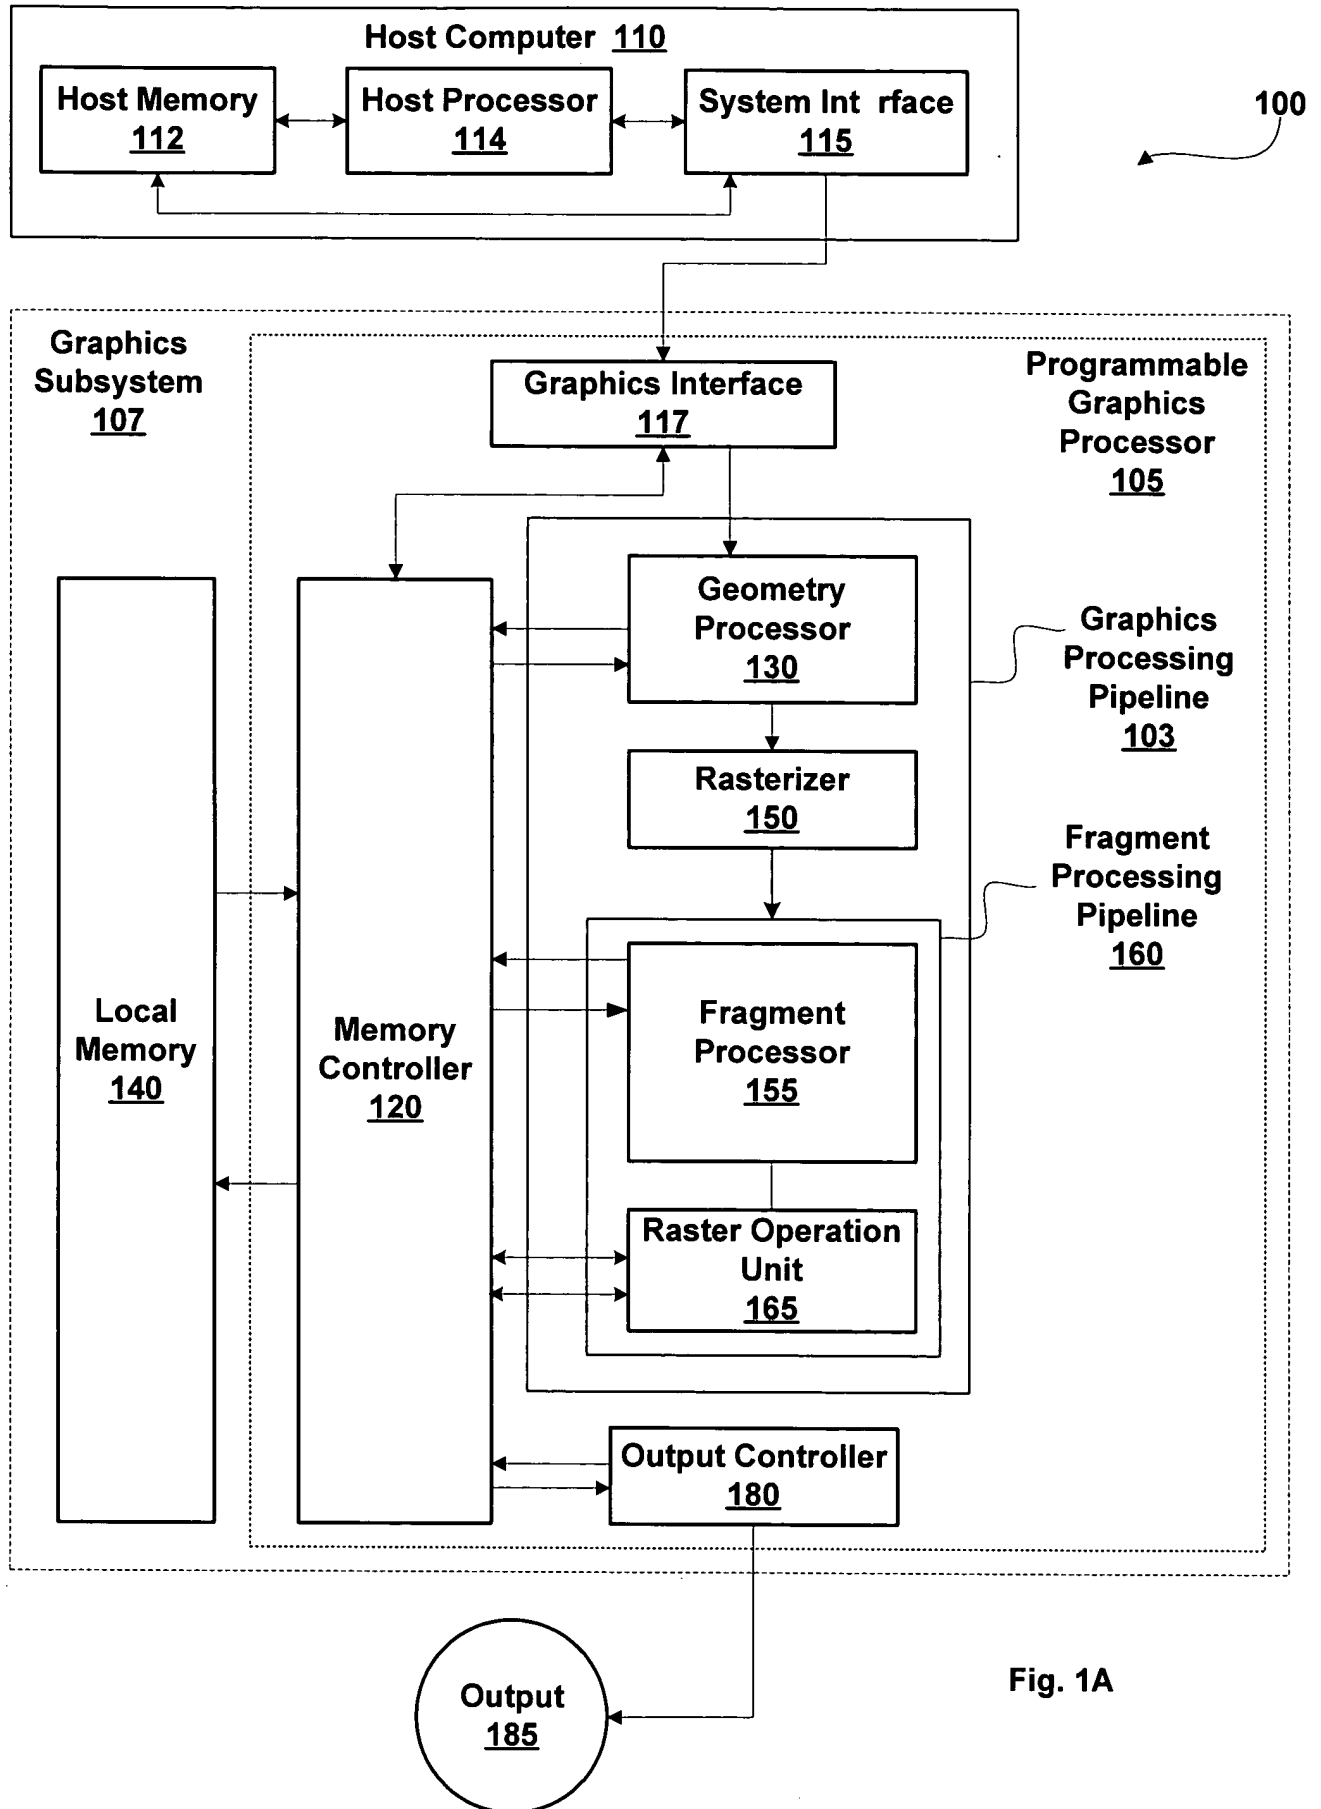 Host Computer 110
Host Memory
112
Host Processor
114
System Int rface
115
100
Graphics
Subsystem
107
Programmable
Graphics
Processor
105
Graphics Interface
117
Geometry
Processor
130
Graphics
Processing
Pipeline
103
Rasterizer
150
Fragment
Processing
Pipeline
160
Local
Memory
140
Memory
Controller
120
Fragment
Processor
155
Raster Operation
Unit
165
Output Controller
180
Output
185
Fig. 1A